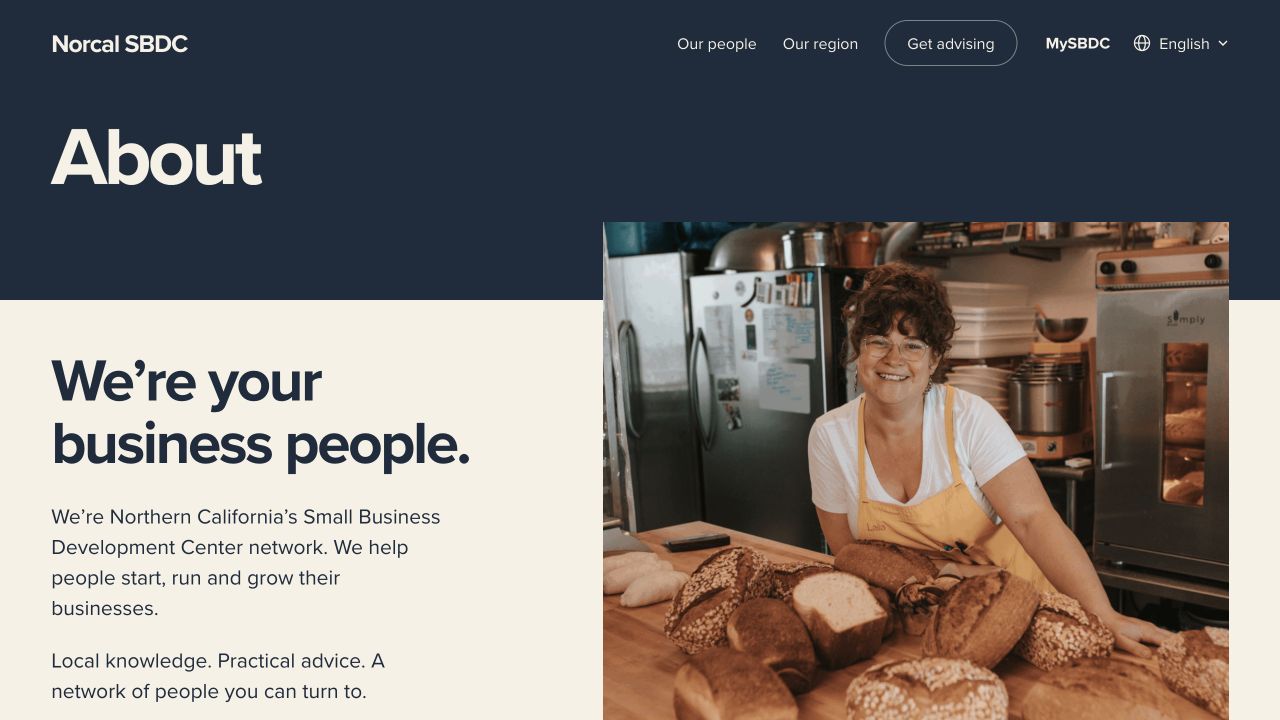 Norcal SBDC
Our people
Our region
Get advising
MySBDC
English
About
We’re your
business people.
We’re Northern California’s Small Business
Development Center network. We help
people start, run and grow their
businesses.
Local knowledge. Practical advice. A
network of people you can turn to.
Simply
Laila